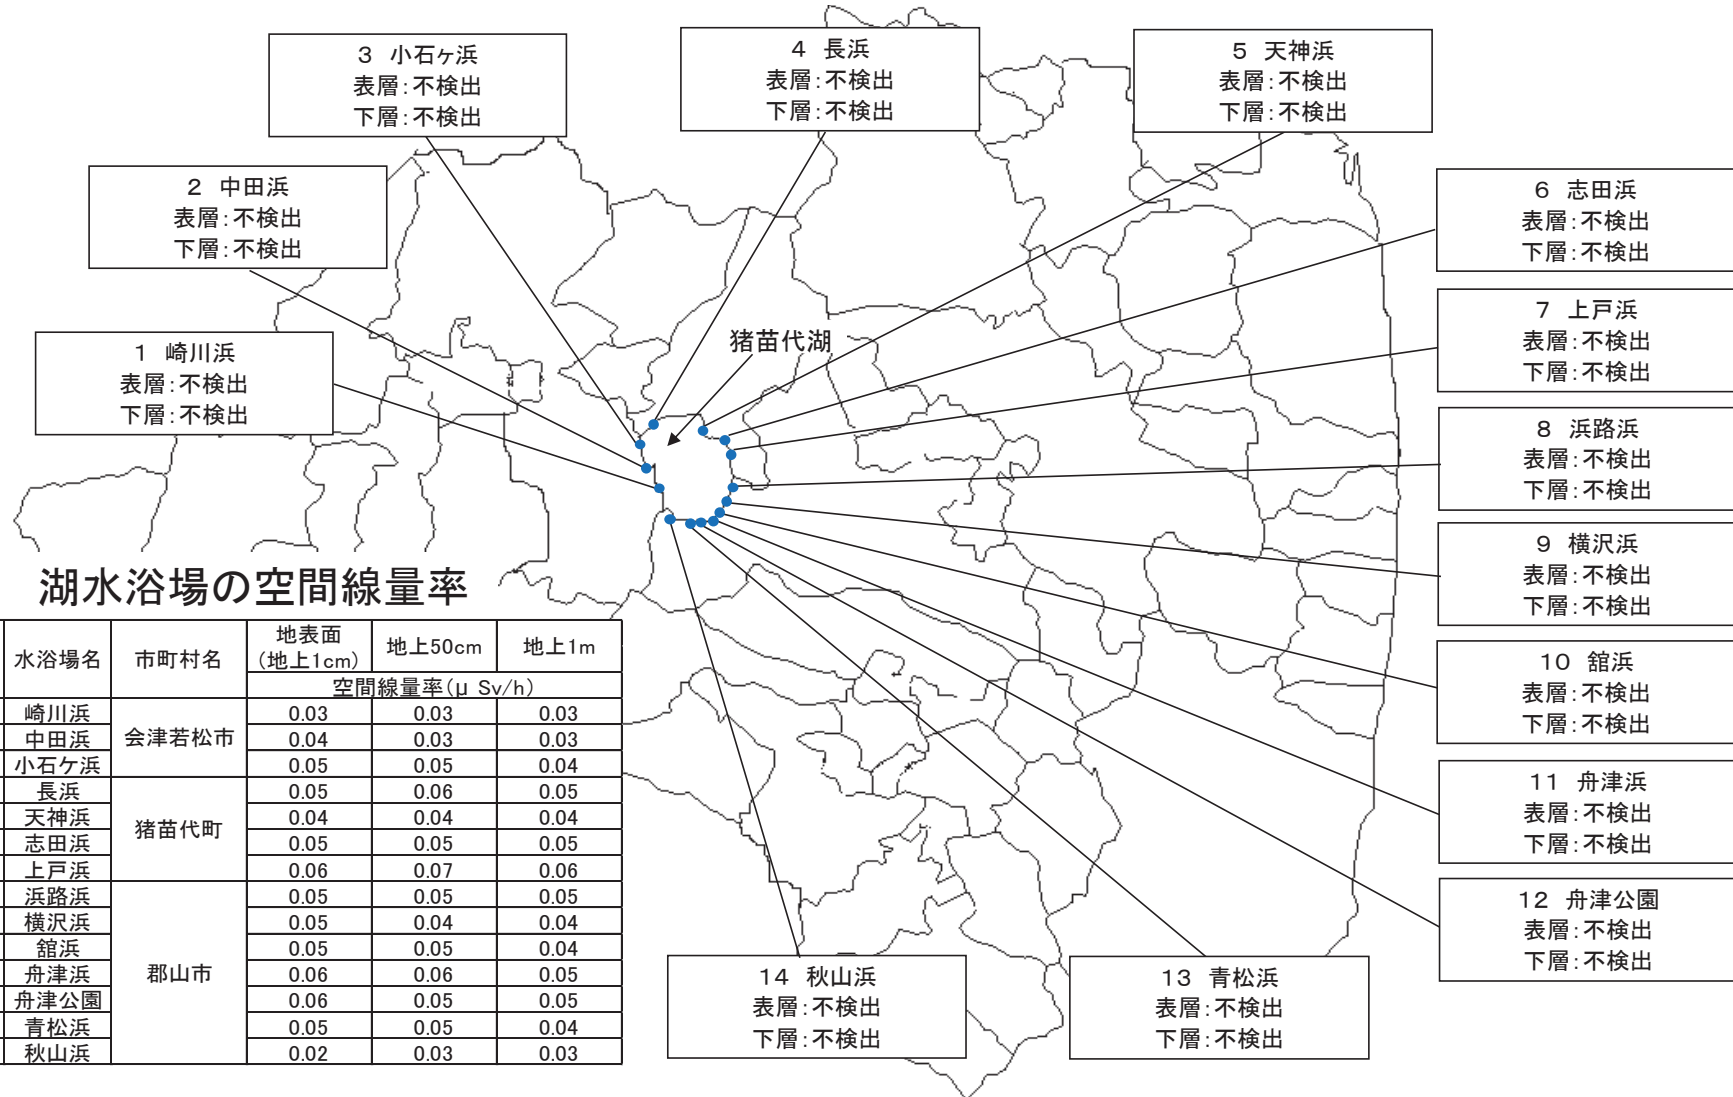 3 小石ヶ浜
表層:不検出
下層:不検出
4 長浜
表層:不検出
下層:不検出
5 天神浜
表層:不検出
下層:不検出
2 中田浜
表層:不検出
下層:不検出
6 志田浜
表層:不検出
下層:不検出
1 崎川浜
表層:不検出
下層:不検出
猪苗代湖
7 上戸浜
表層:不検出
下層:不検出
8 浜路浜
表層:不検出
下層:不検出
9 横沢浜
表層:不検出
下層:不検出
10 舘浜
表層:不検出
下層:不検出
11 舟津浜
表層:不検出
下層:不検出
12 舟津公園
表層:不検出
下層:不検出
14 秋山浜
表層:不検出
下層:不検出
13 青松浜
表層:不検出
下層:不検出
湖水浴場の空間線量率
水浴場名 市町村名 地表面(地上1cm) 地上50cm 地上1m
空間線量率(μ Sv/h)
崎川浜 会津若松市 0.03 0.03 0.03
中田浜 0.04 0.03 0.03
小石ケ浜 0.05 0.05 0.04
長浜 猪苗代町 0.05 0.06 0.05
天神浜 0.04 0.04 0.04
志田浜 0.05 0.05 0.05
上戸浜 0.06 0.07 0.06
浜路浜 郡山市 0.05 0.05 0.05
横沢浜 0.05 0.04 0.04
舘浜 0.05 0.05 0.04
舟津浜 0.06 0.06 0.05
舟津公園 0.06 0.05 0.05
青松浜 0.05 0.05 0.04
秋山浜 0.02 0.03 0.03